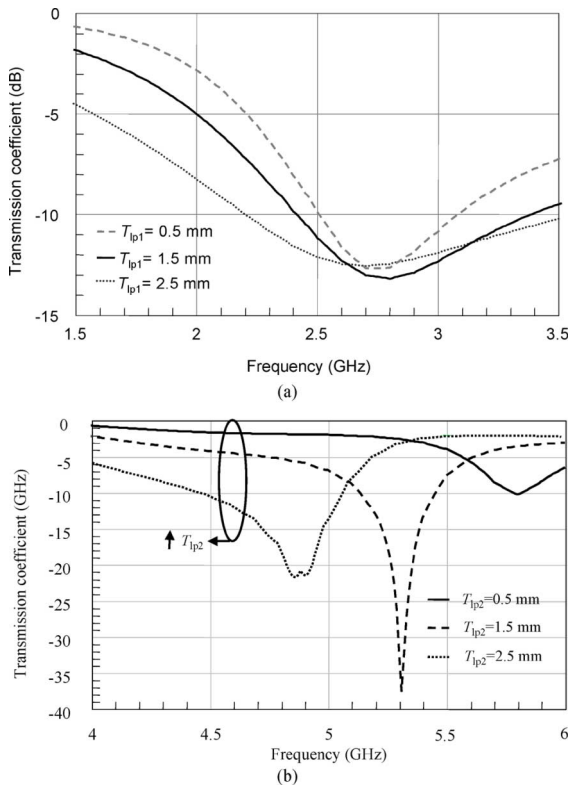 0
-5
-10
-15
Transmission coefficient (dB)
Tlp1= 0.5 mm
Tlp1= 1.5 mm
Tlp1= 2.5 mm
1.5 2 2.5 3 3.5
Frequency (GHz)
(a)
0
-5
-10
-15
-20
-25
-30
-35
-40
Transmission coefficient (GHz)
Tlp2
Tlp2=0.5 mm
Tlp2=1.5 mm
Tlp2=2.5 mm
4 4.5 5 5.5 6
Frequency (GHz)
(b)